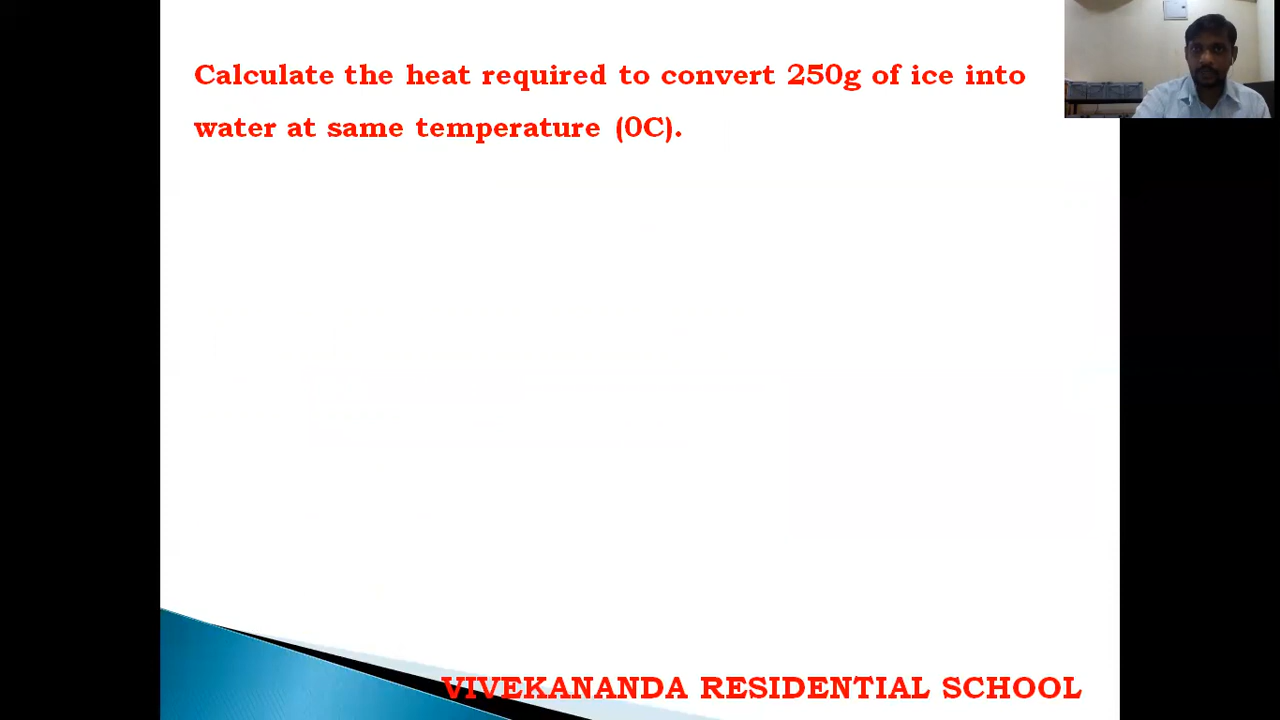 Calculate the heat required to convert 250g of ice into
water at same temperature (0C).
VIVEKANANDA RESIDENTIAL SCHOOL